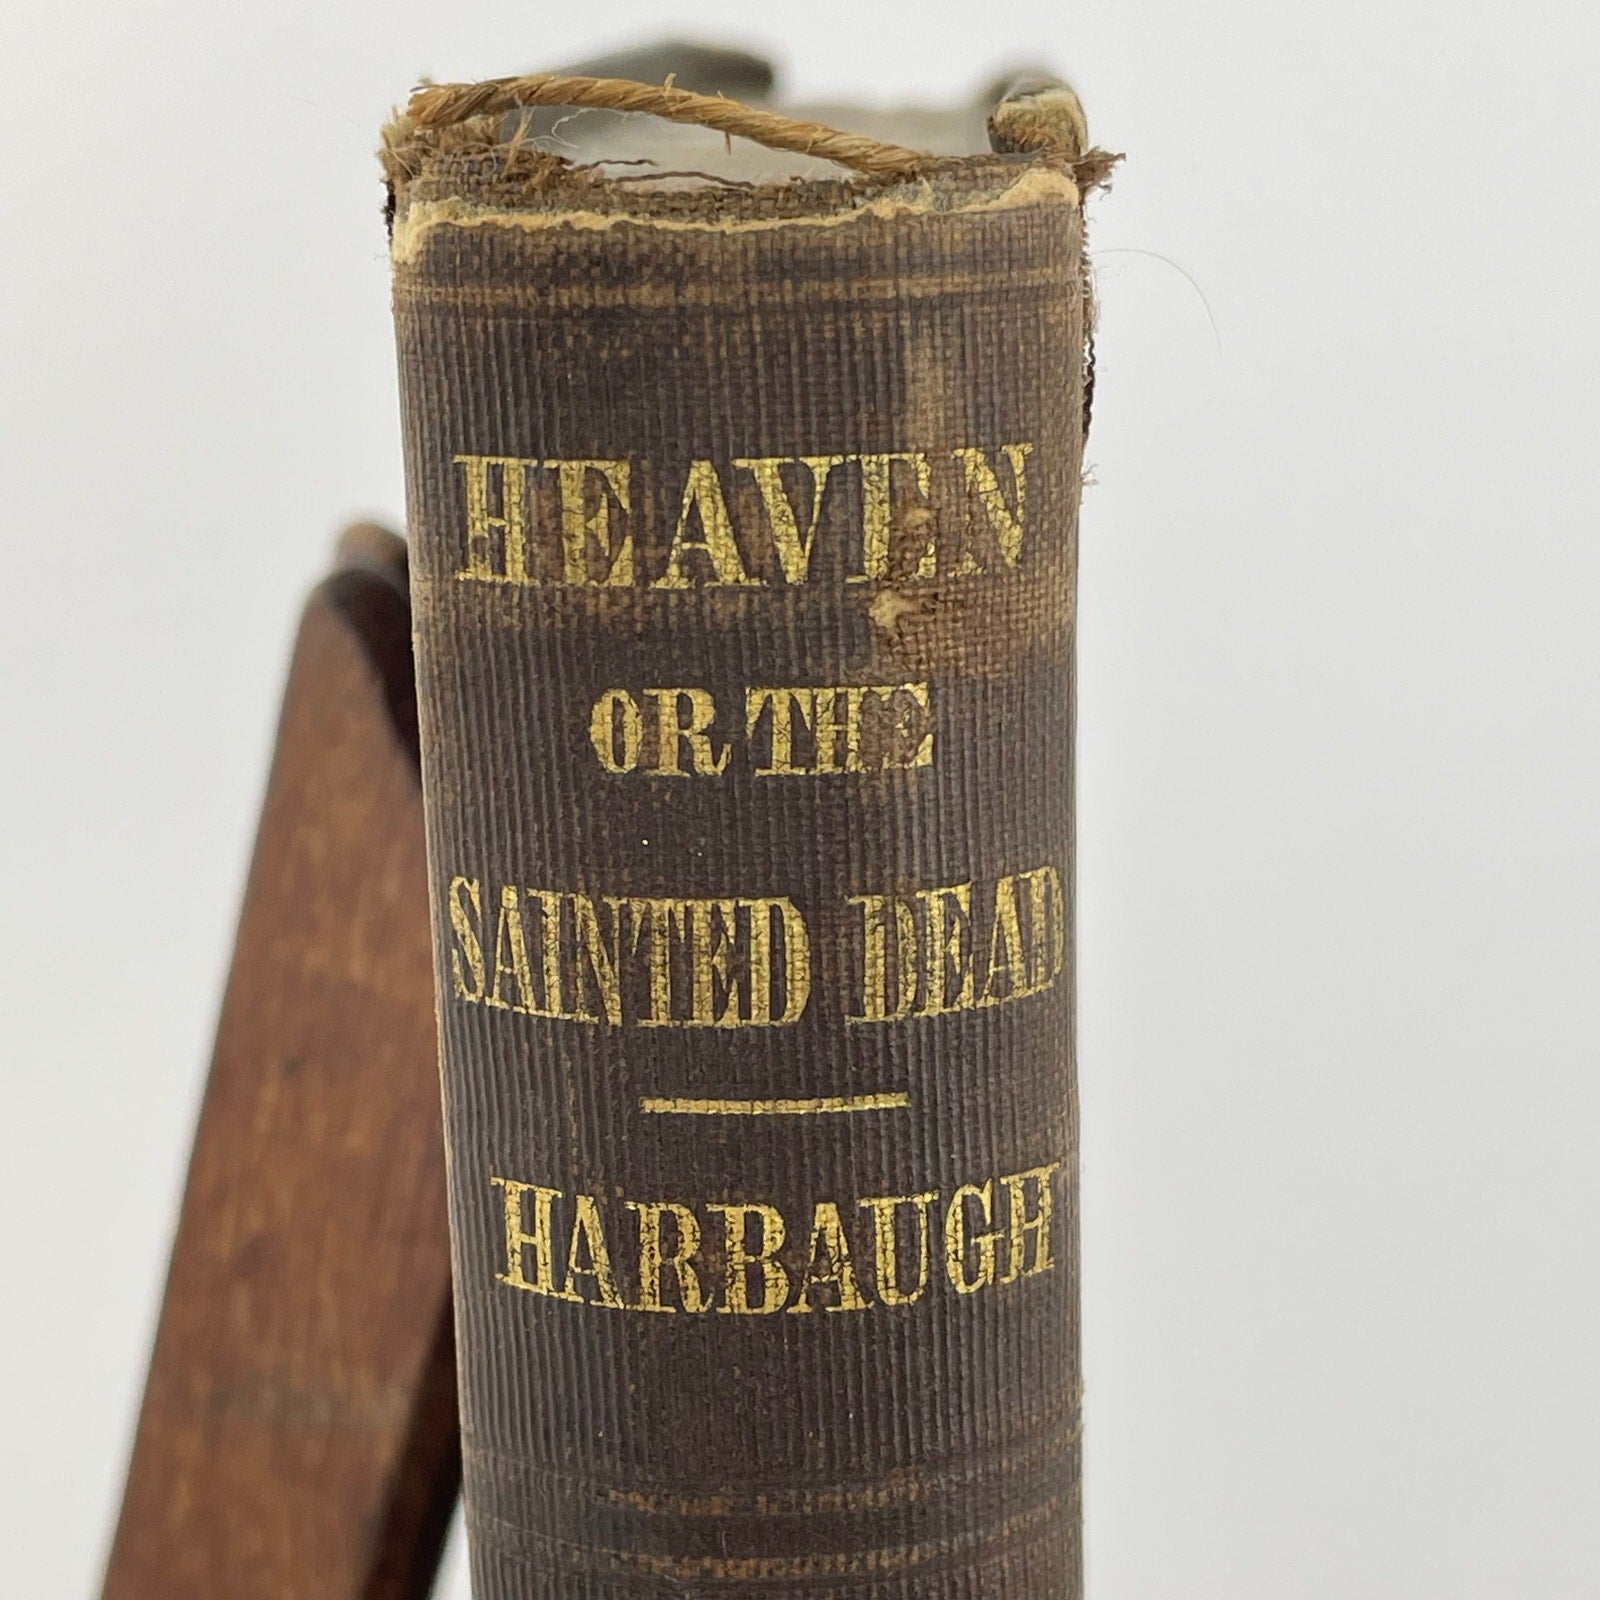 HEAVEN
OR THE
SAINTED DEAD
HARBAUGH